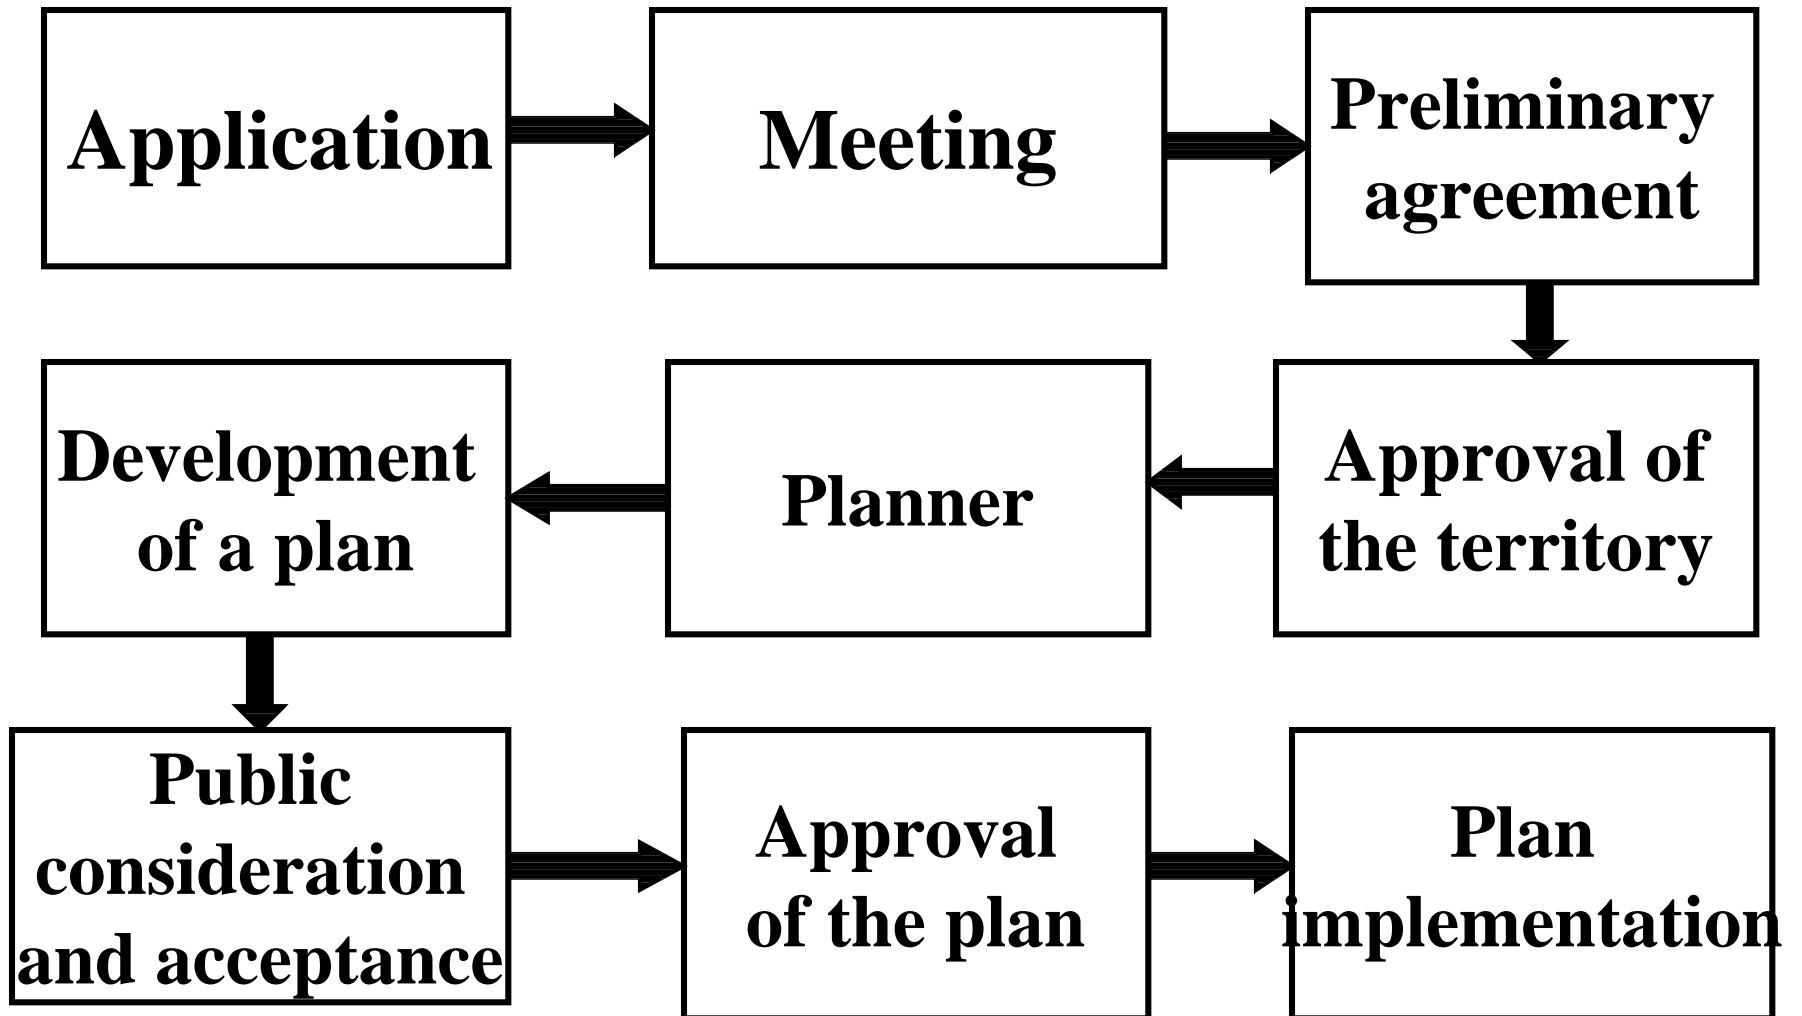 Application
Meeting
Preliminary
agreement
Development
of a plan
Planner
Approval of
the territory
Public
consideration
and acceptance
Approval
of the plan
Plan
implementation